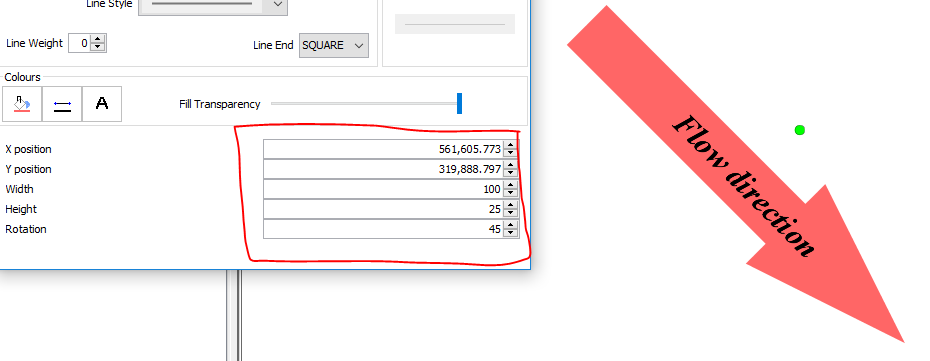 Line Style
Line Weight 0 Line End SQUARE
Colours
A Fill Transparency
X position 561,605.773
Y position 319,888.797
Width 100
Height 25
Rotation 45
Flow direction